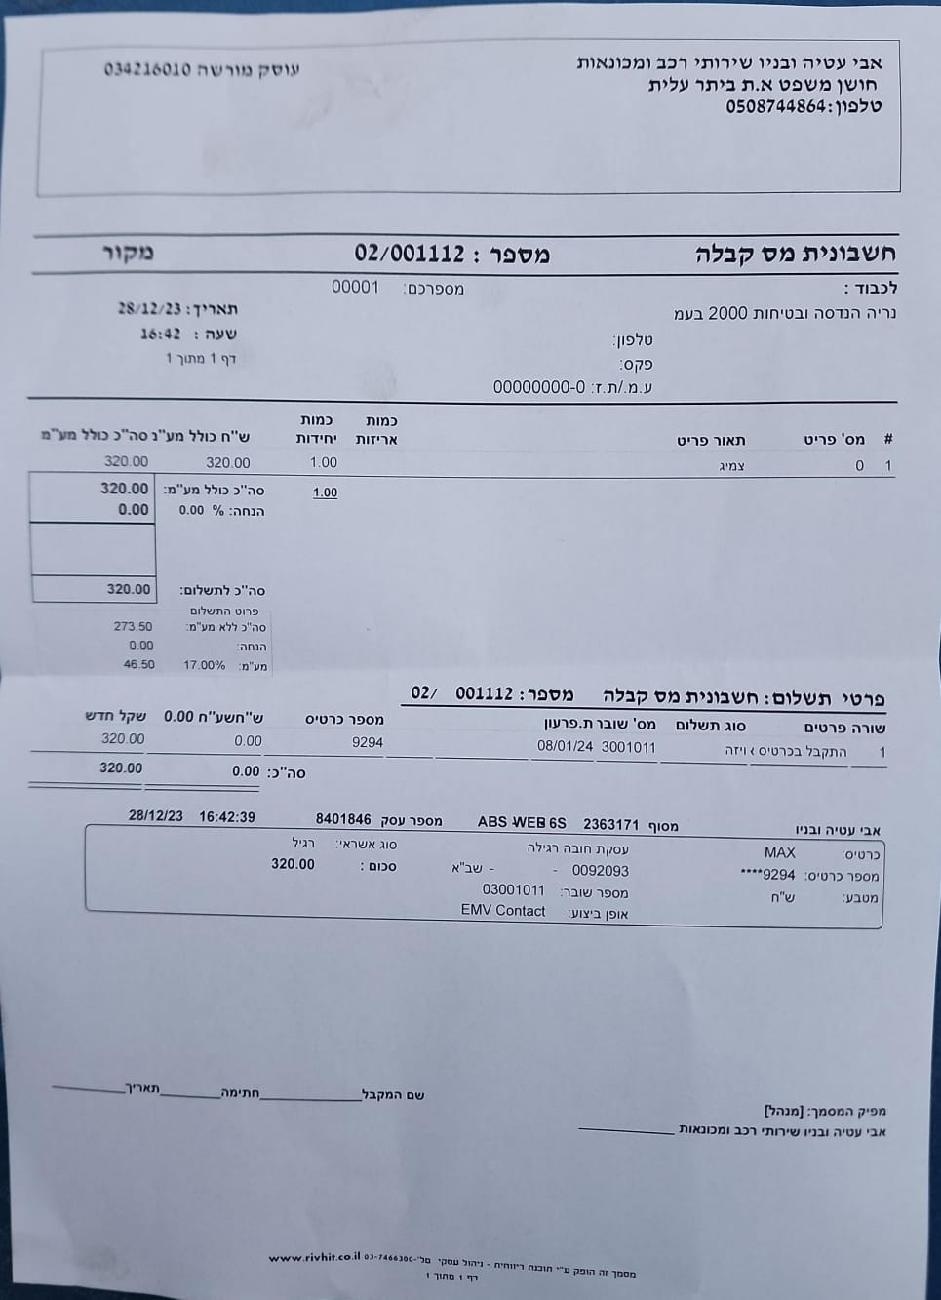 אבי עטיה ובניו שירותי רכב ומכונאות עוסק מורשה 034216010
חושן משפט א.ת ביתר עלית
טלפון:0508744864
חשבונית מס קבלה מספר : 02/001112 מקור
לכבוד : מספרכם: 00001
נריה הנדסה ובטיחות 2000 בעמ תאריך: 28/12/23
טלפון: שעה : 16:42
פקס: דף 1 מתוך 1
ע.מ./ת.ז: 00000000-0
# מס' פריט תאור פריט כמות אריזות כמות יחידות ש"ח כולל מע"נ סה"כ כולל מע"מ
1 0 צמיג 1.00 320.00 320.00
1.00 סה"כ כולל מע"מ: 320.00
הנחה: % 0.00 0.00
סה"כ לתשלום: 320.00
פרוט התשלום
סה"כ ללא מע"מ: 273.50
הנחה: 0.00
מע"מ: 17.00% 46.50
פרטי תשלום: חשבונית מס קבלה מספר: 001112 /02
שורה פרטים סוג תשלום מס' שובר ת.פרעון מספר כרטיס ש"חשע"ח 0.00 שקל חדש
1 התקבל בכרטיס ויזה 3001011 08/01/24 9294 0.00 320.00
סה"כ: 0.00 320.00
אבי עטיה ובניו מסוף 2363171 ABS WEB 6S מספר עסק 8401846 16:42:39 28/12/23
כרטיס MAX עסקת חובה רגילה סוג אשראי: רגיל
מספר כרטיס: 9294**** 0092093 - - שב"א סכום : 320.00
מטבע: ש"ח מספר שובר: 03001011
אופן ביצוע: EMV Contact
שם המקבל חתימה תאריך
מפיק המסמך: [מנהל]
אבי עטיה ובניו שירותי רכב ומכונאות
מסמך זה הופק ע"י תוכנה ריווחית - ניהול עסקי www.rivhit.co.il
דף 1 מתוך 1